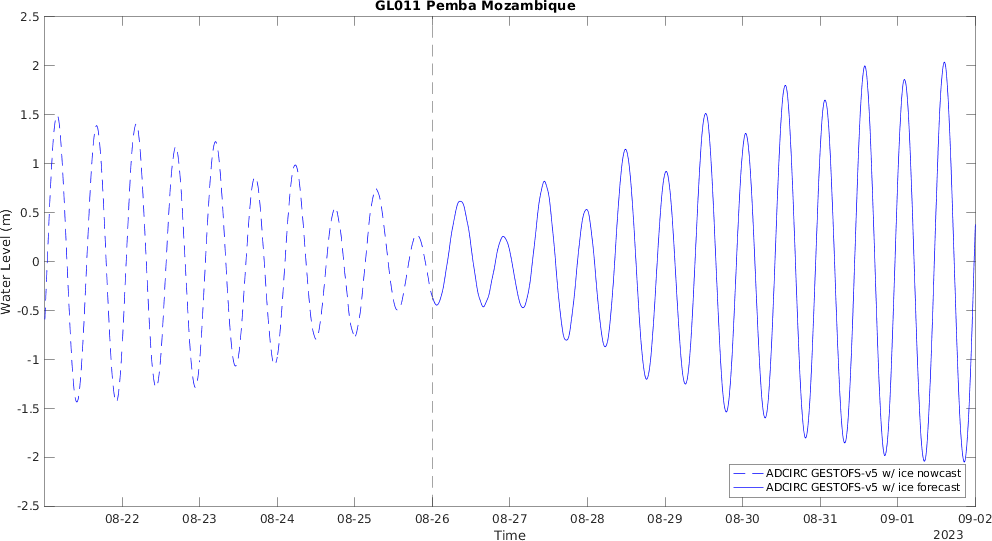 GL011 Pemba Mozambique
2.5
2
1.5
1
0.5
0
-0.5
-1
-1.5
-2
-2.5
Water Level (m)
ADCIRC GESTOFS-v5 w/ ice nowcast
ADCIRC GESTOFS-v5 w/ ice forecast
08-22 08-23 08-24 08-25 08-26 08-27 08-28 08-29 08-30 08-31 09-01 09-02
Time
2023